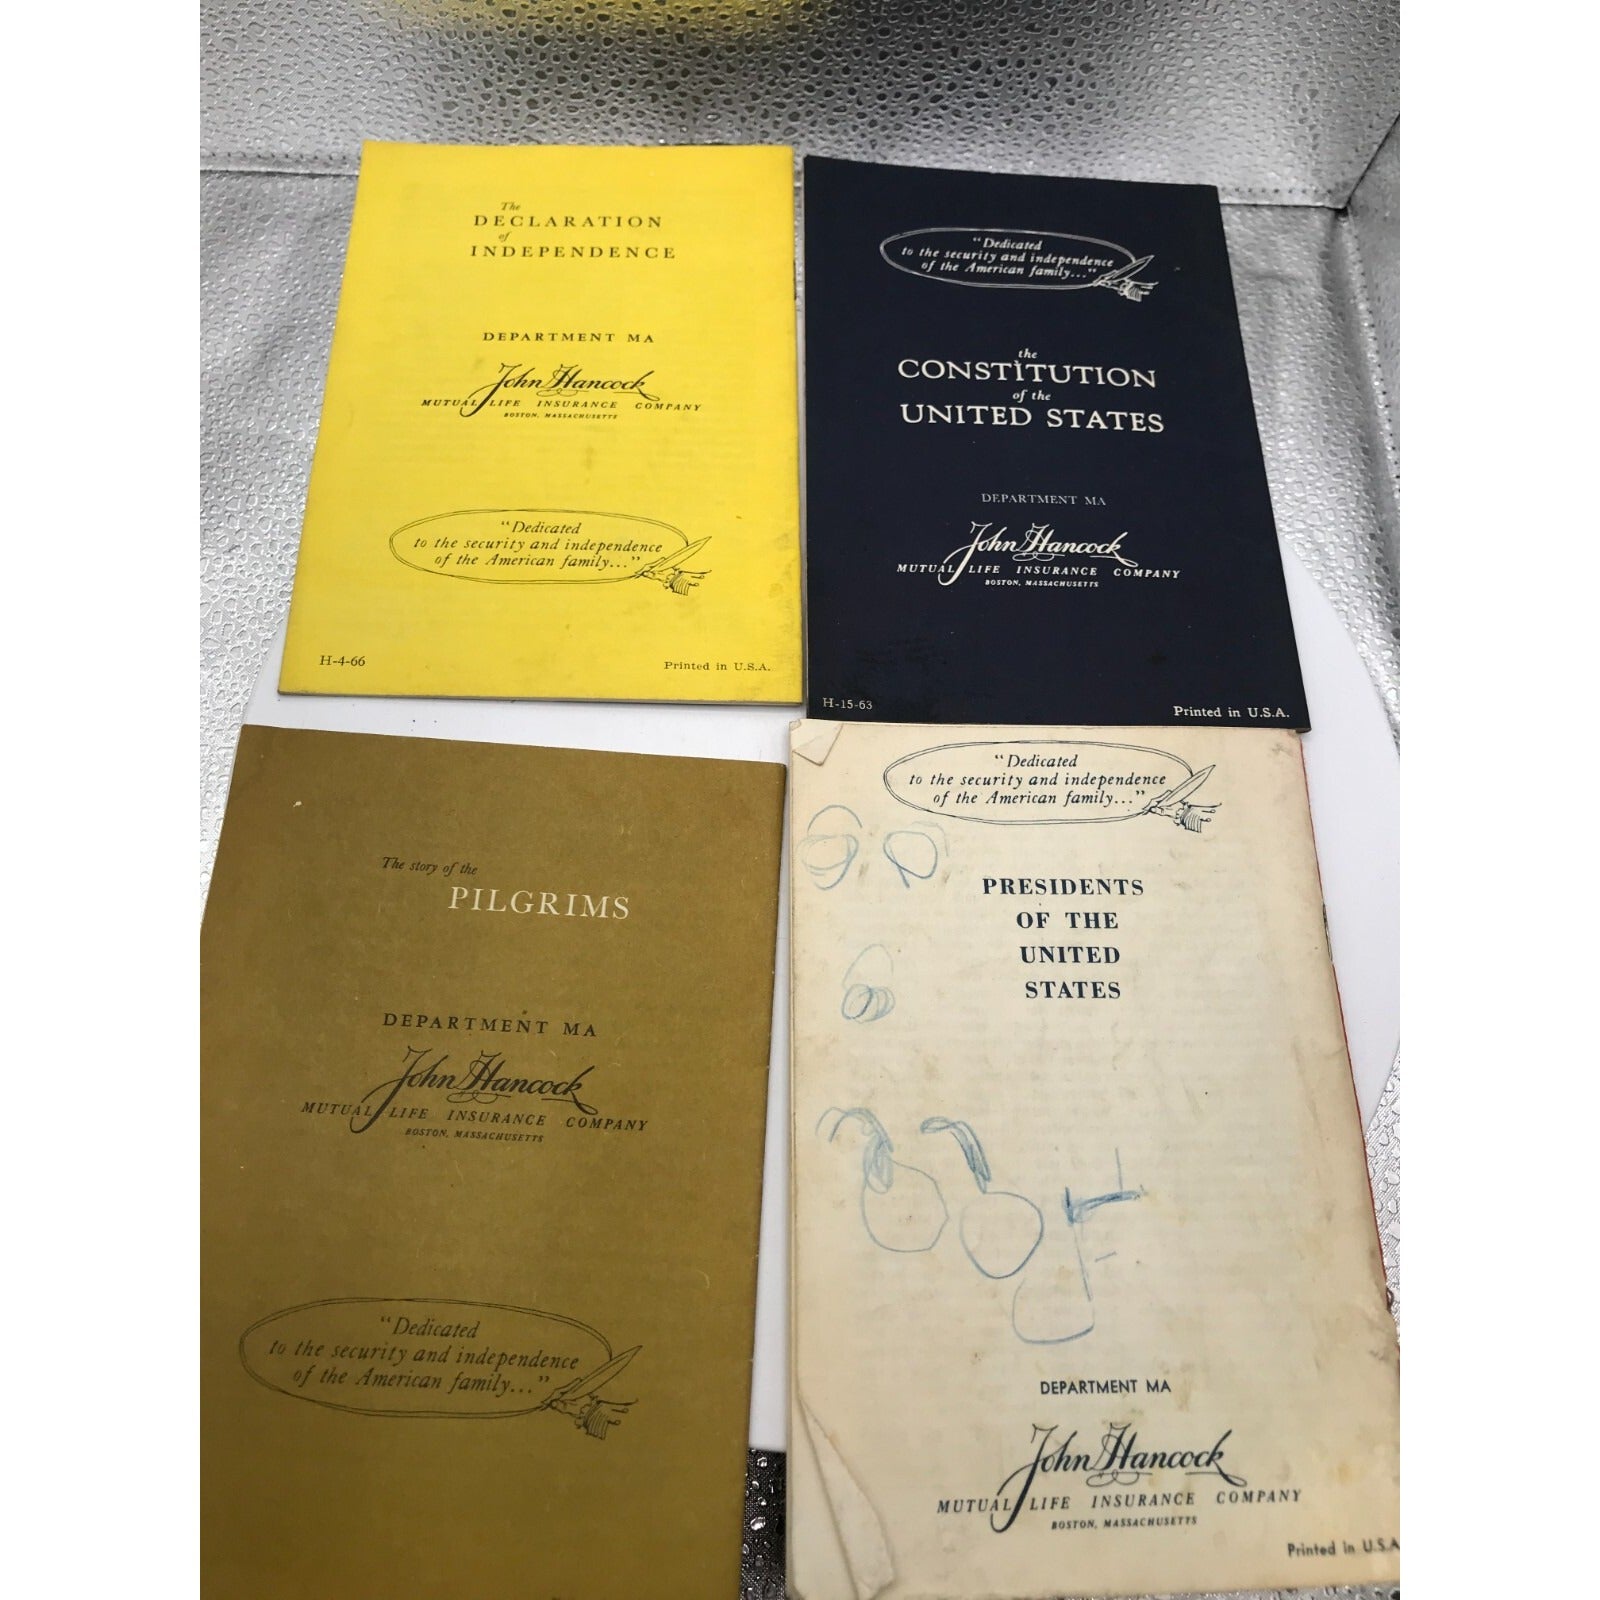 The
DECLARATION
of
INDEPENDENCE
DEPARTMENT MA
John Hancock
MUTUAL LIFE INSURANCE COMPANY
BOSTON, MASSACHUSETTS
"Dedicated
to the security and independence
of the American family..."
H-4-66
Printed in U.S.A.
"Dedicated
to the security and independence
of the American family..."
the
CONSTITUTION
of the
UNITED STATES
DEPARTMENT MA
John Hancock
MUTUAL LIFE INSURANCE COMPANY
BOSTON, MASSACHUSETTS
H-15-63
Printed in U.S.A.
The story of the
PILGRIMS
DEPARTMENT MA
John Hancock
MUTUAL LIFE INSURANCE COMPANY
BOSTON, MASSACHUSETTS
"Dedicated
to the security and independence
of the American family..."
"Dedicated
to the security and independence
of the American family..."
PRESIDENTS
OF THE
UNITED
STATES
DEPARTMENT MA
John Hancock
MUTUAL LIFE INSURANCE COMPANY
BOSTON, MASSACHUSETTS
Printed in U.S.A